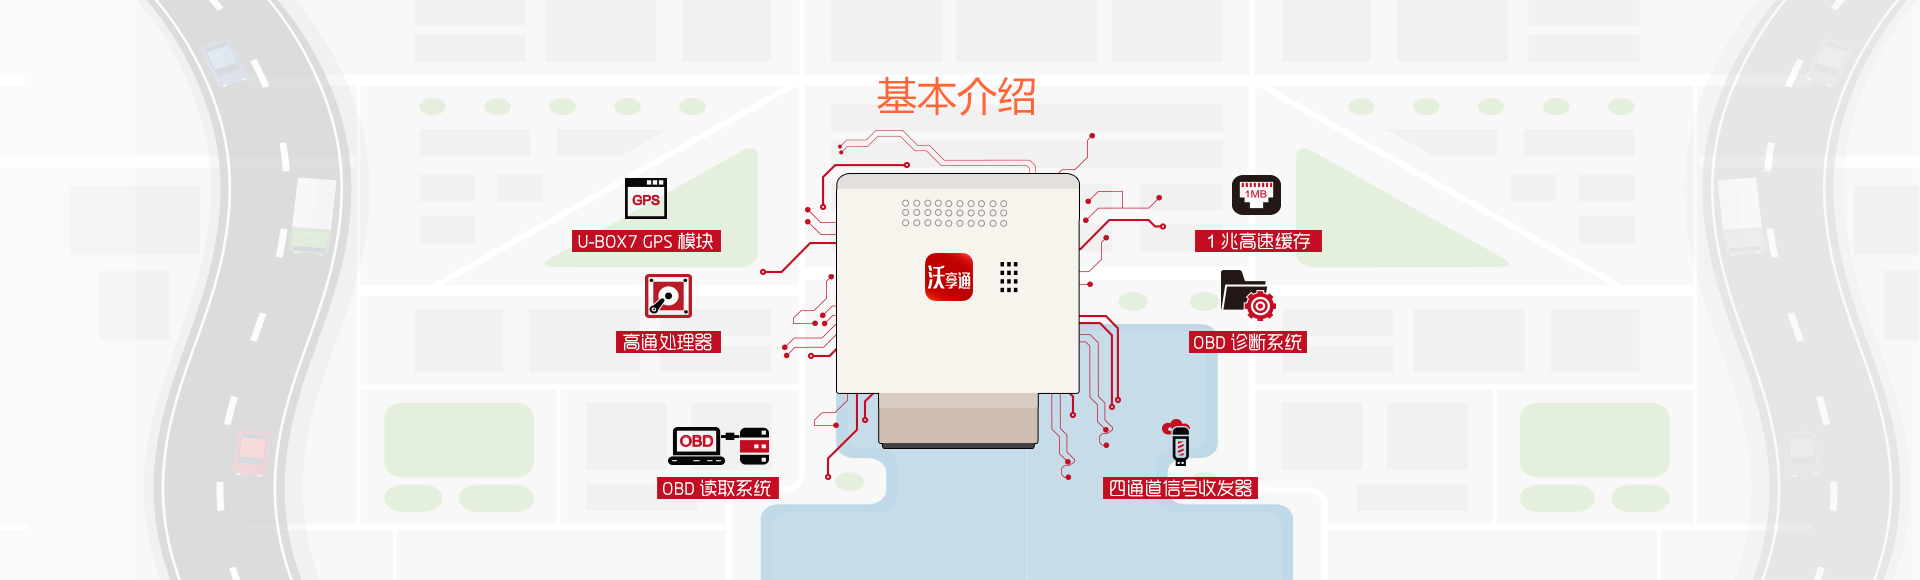 基本介绍
GPS
U-BOX7 GPS 模块
1MB
1 兆高速缓存
沃享通
高通处理器
OBD 诊断系统
OBD
OBD 读取系统
四通道信号收发器